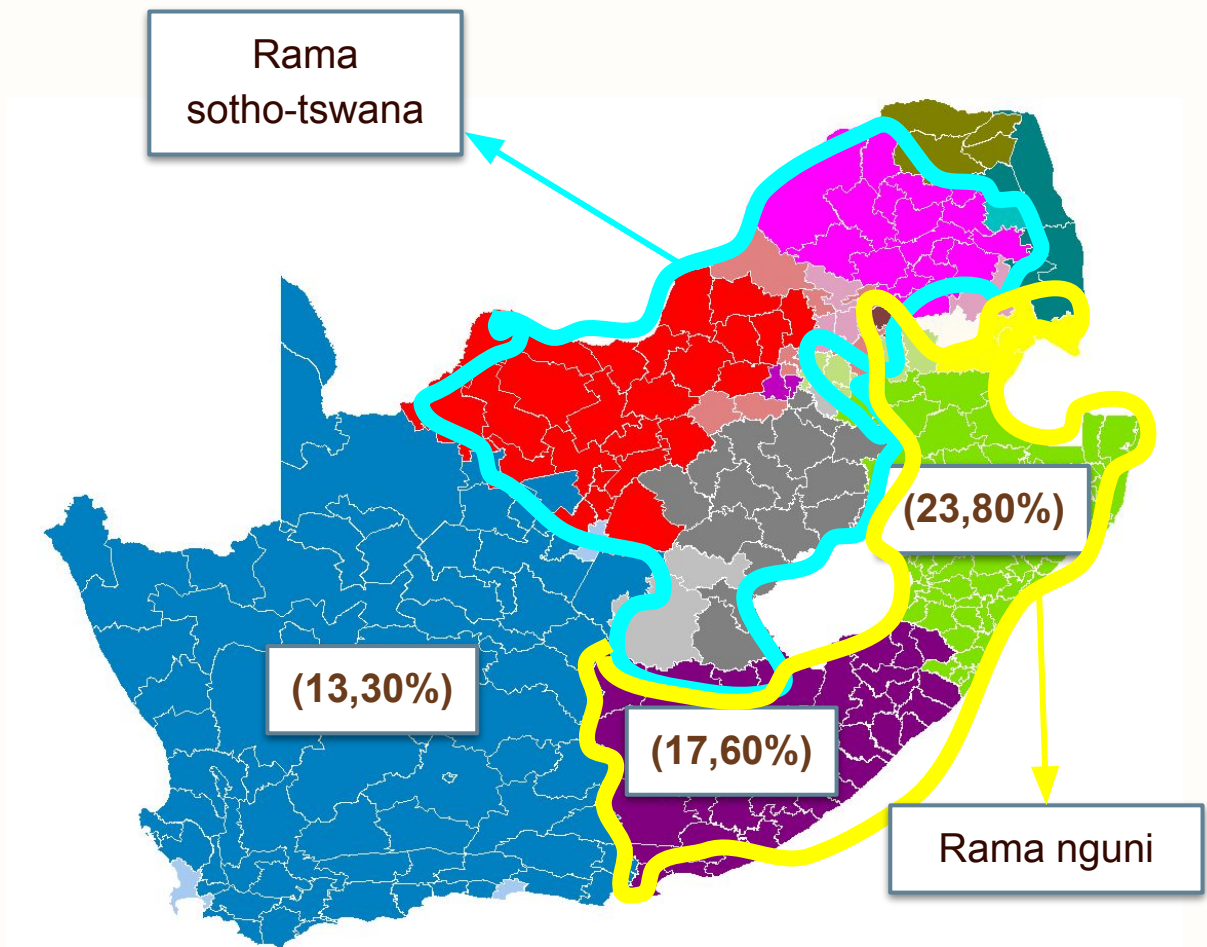 Rama
sotho-tswana
(23,80%)
(13,30%)
(17,60%)
Rama nguni